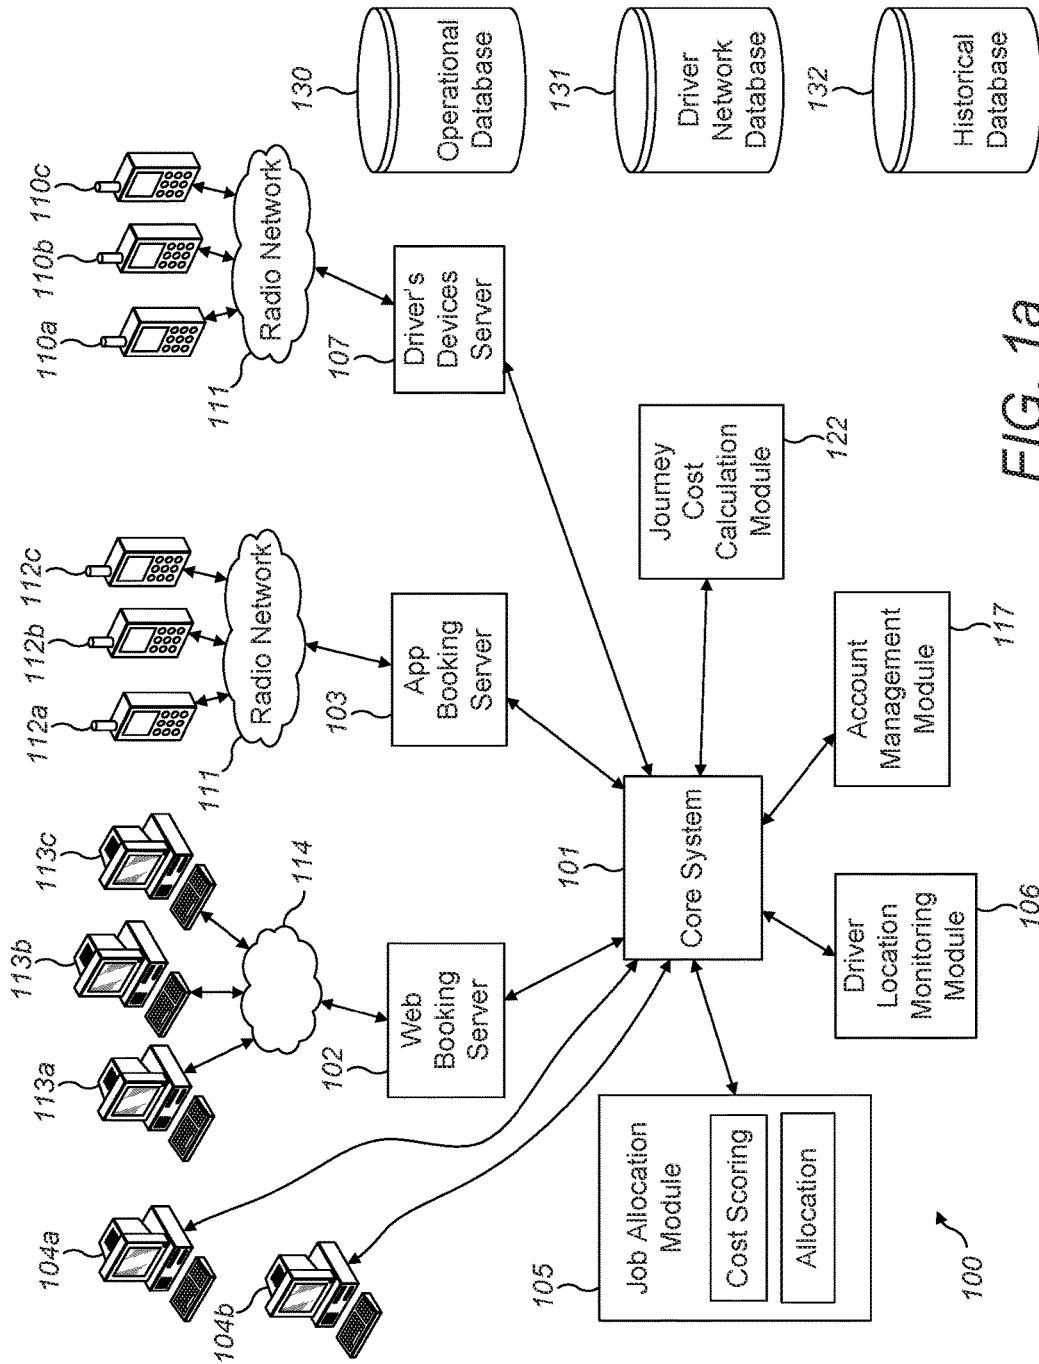 104a
104b
113a
113b
113c
114
112a
112b
112c
111
Radio Network
110a
110b
110c
111
Radio Network
102
Web
Booking
Server
103
App
Booking
Server
107
Driver's
Devices
Server
130
Operational
Database
131
Driver
Network
Database
132
Historical
Database
101
Core System
105
Job Allocation
Module
Cost Scoring
Allocation
Driver
Location
Monitoring
Module
106
Account
Management
Module
117
Journey
Cost
Calculation
Module
122
100
FIG. 1a